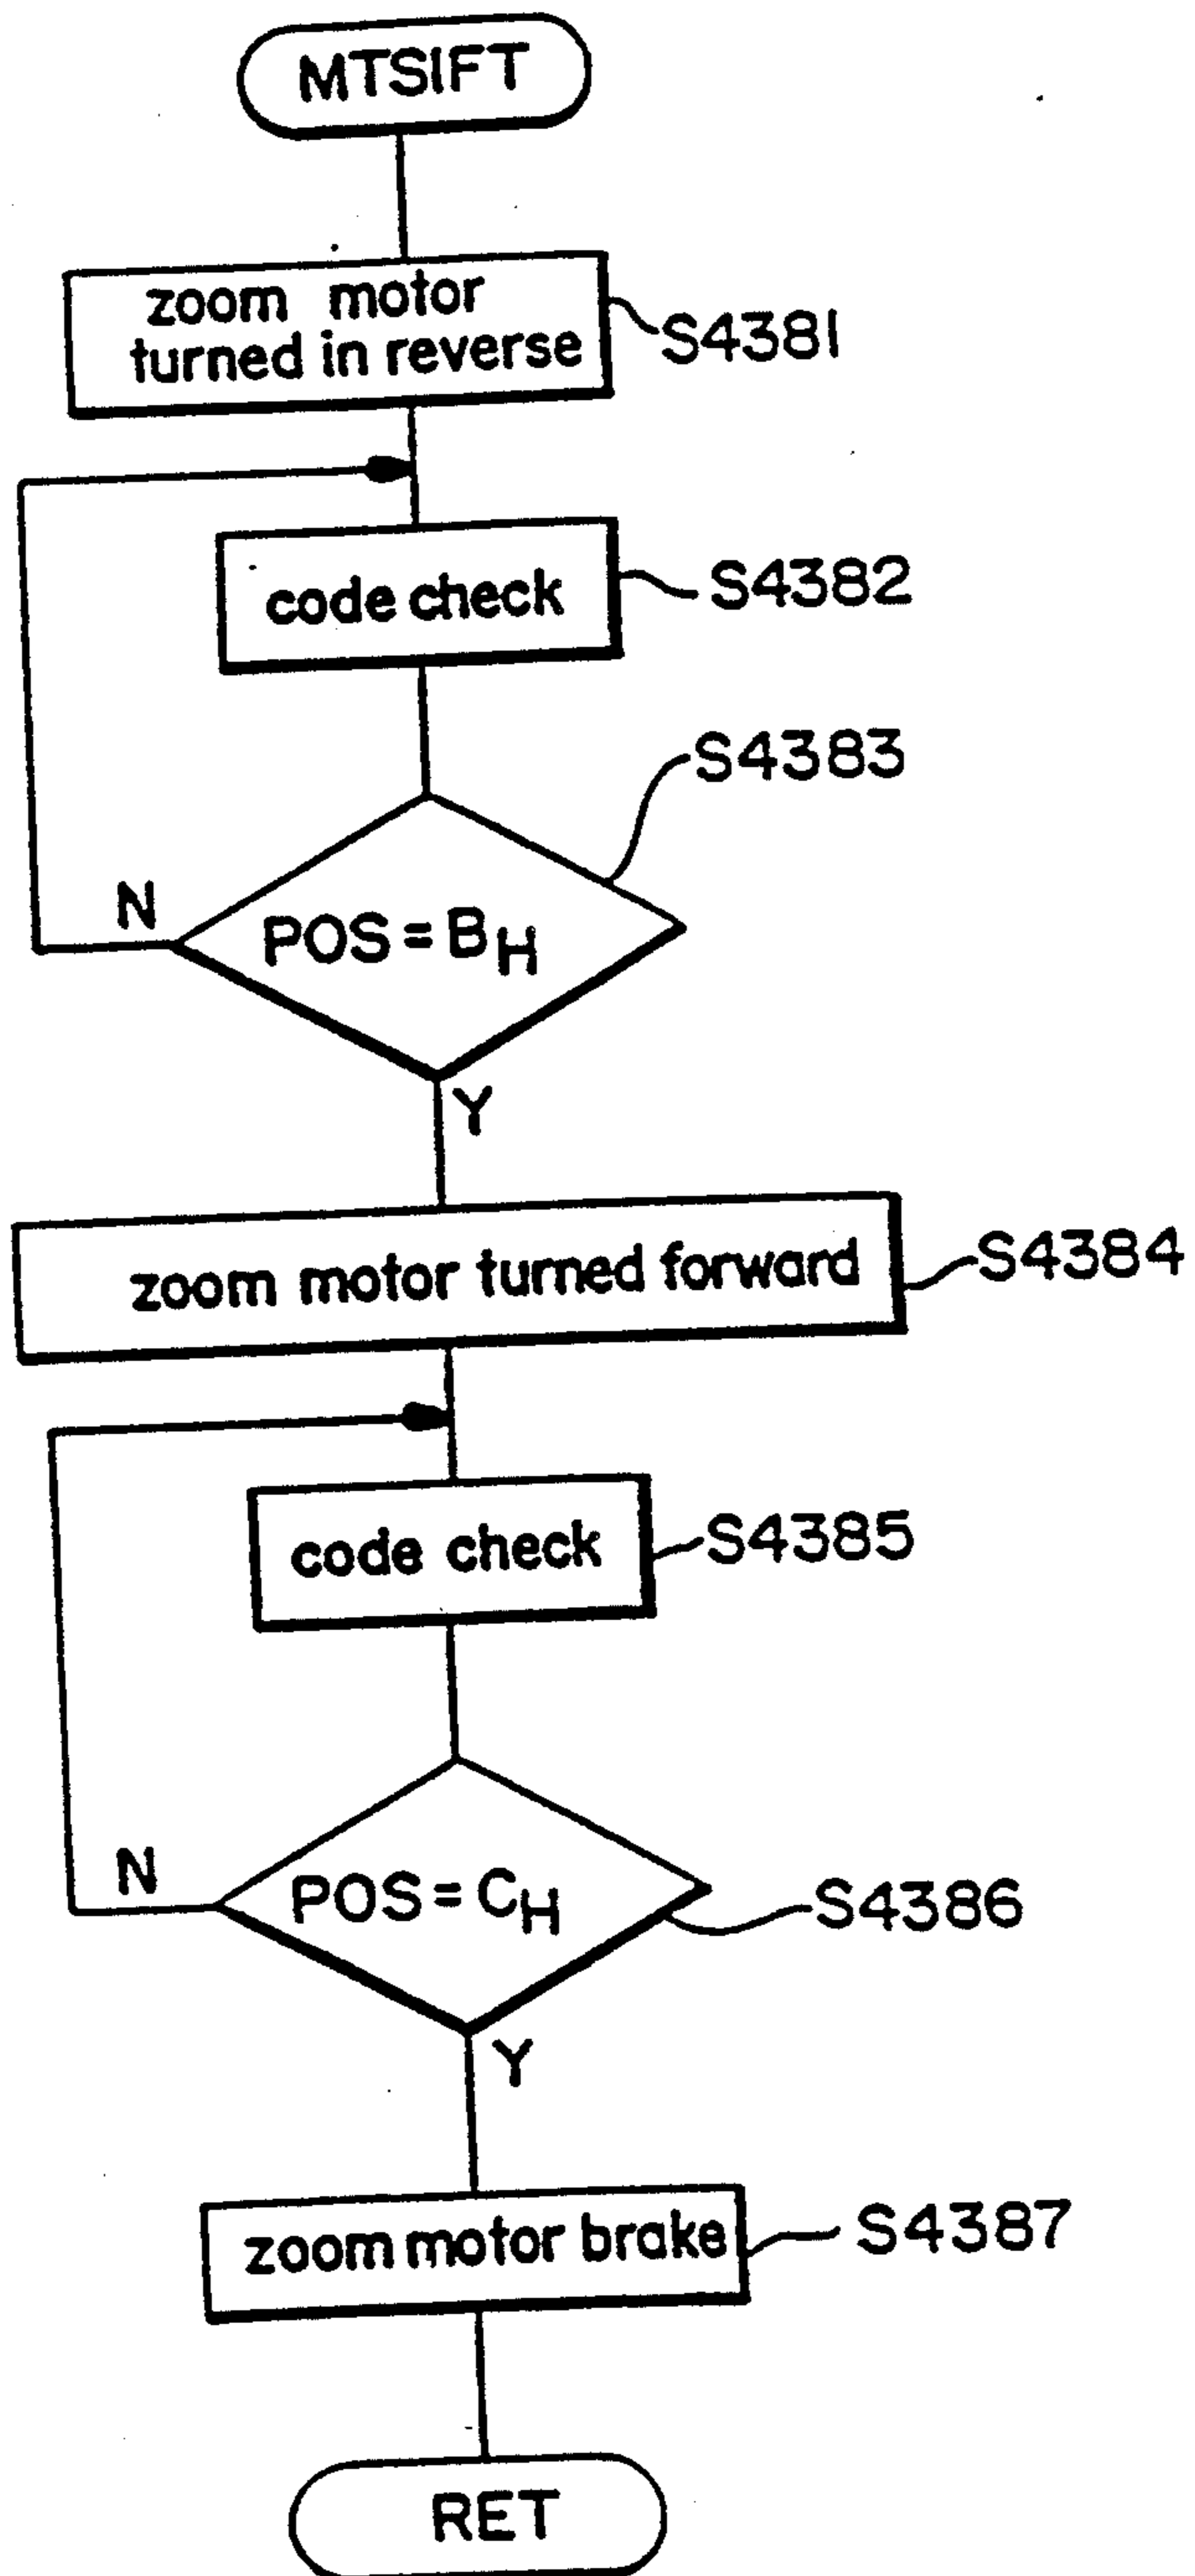 MTSIFT
zoom motor
turned in reverse
S4381
code check
S4382
S4383
N
POS = BH
Y
zoom motor turned forward
S4384
code check
S4385
N
POS = CH
S4386
Y
zoom motor brake
S4387
RET